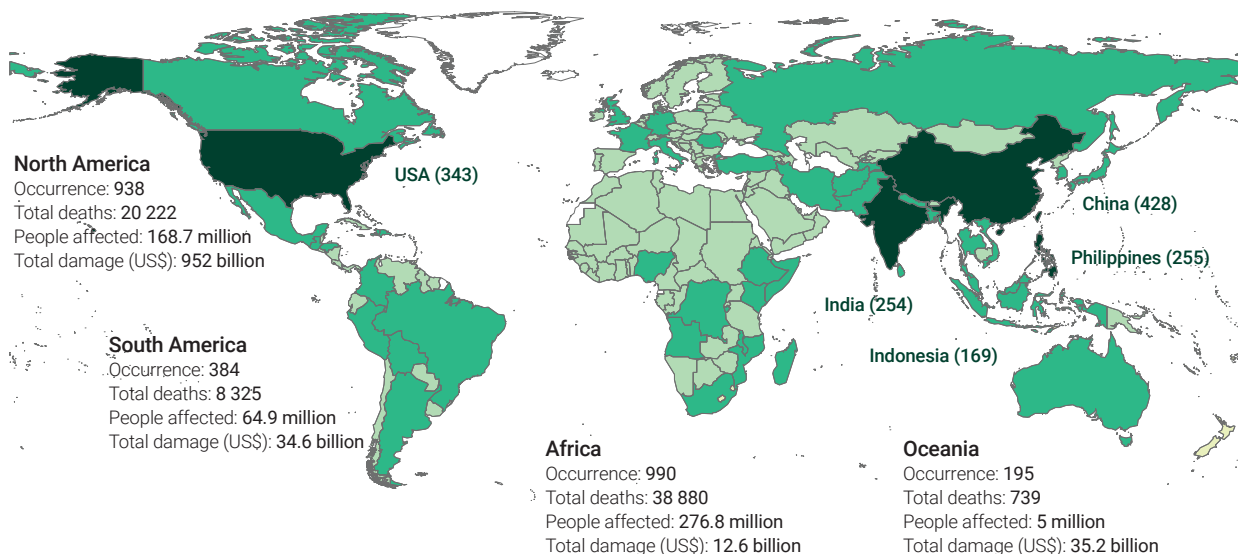 North America
Occurrence: 938
Total deaths: 20 222
People affected: 168.7 million
Total damage (US$): 952 billion
USA (343)
China (428)
Philippines (255)
India (254)
Indonesia (169)
South America
Occurrence: 384
Total deaths: 8 325
People affected: 64.9 million
Total damage (US$): 34.6 billion
Africa
Occurrence: 990
Total deaths: 38 880
People affected: 276.8 million
Total damage (US$): 12.6 billion
Oceania
Occurrence: 195
Total deaths: 739
People affected: 5 million
Total damage (US$): 35.2 billion